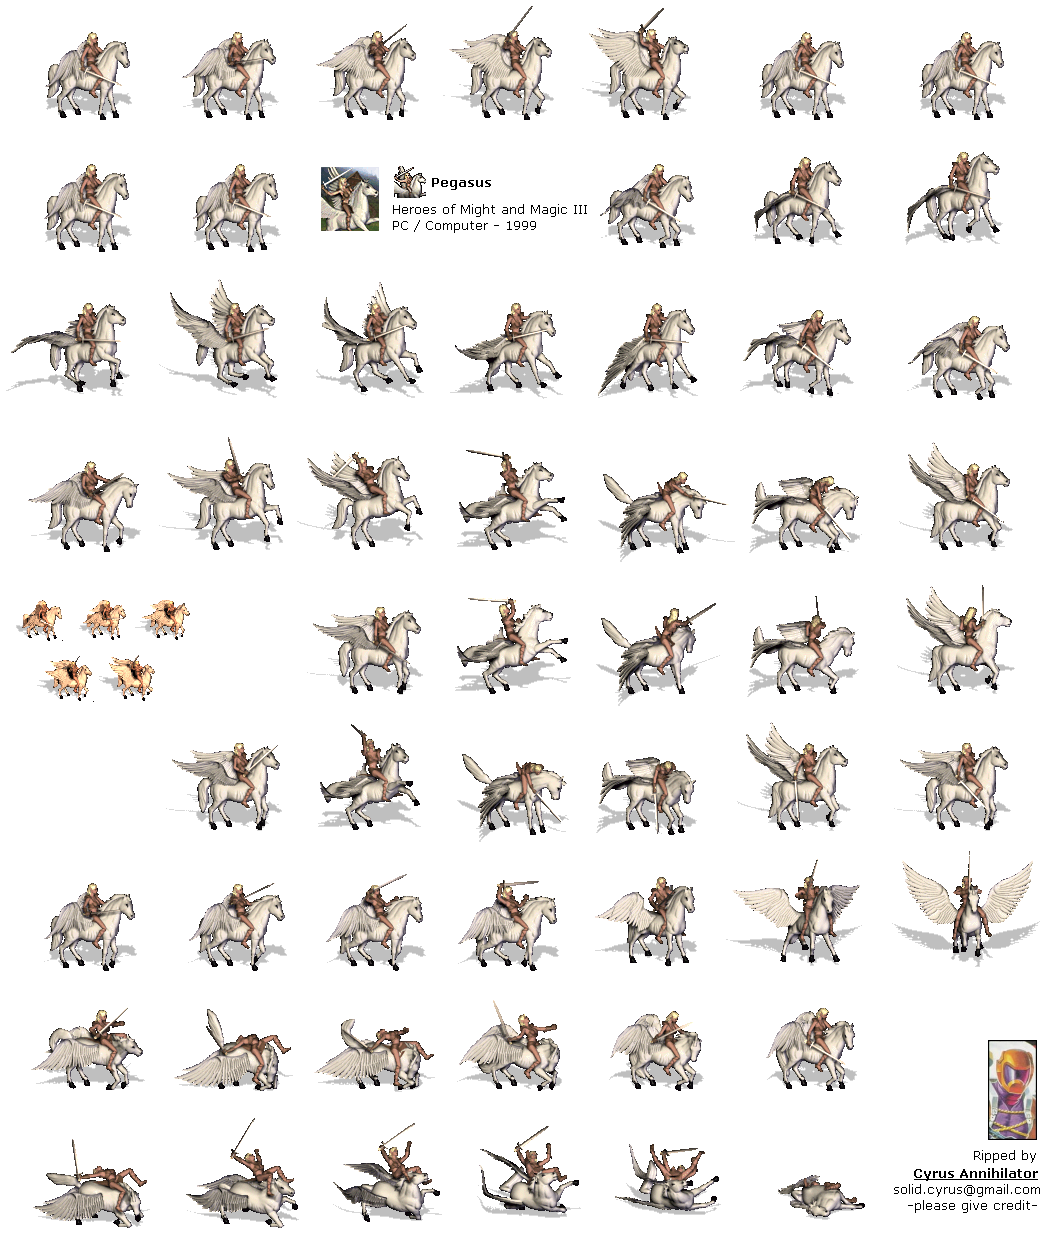 Pegasus
Heroes of Might and Magic III
PC / Computer - 1999
Ripped by
Cyrus Annihilator
solid.cyrus@gmail.com
-please give credit-